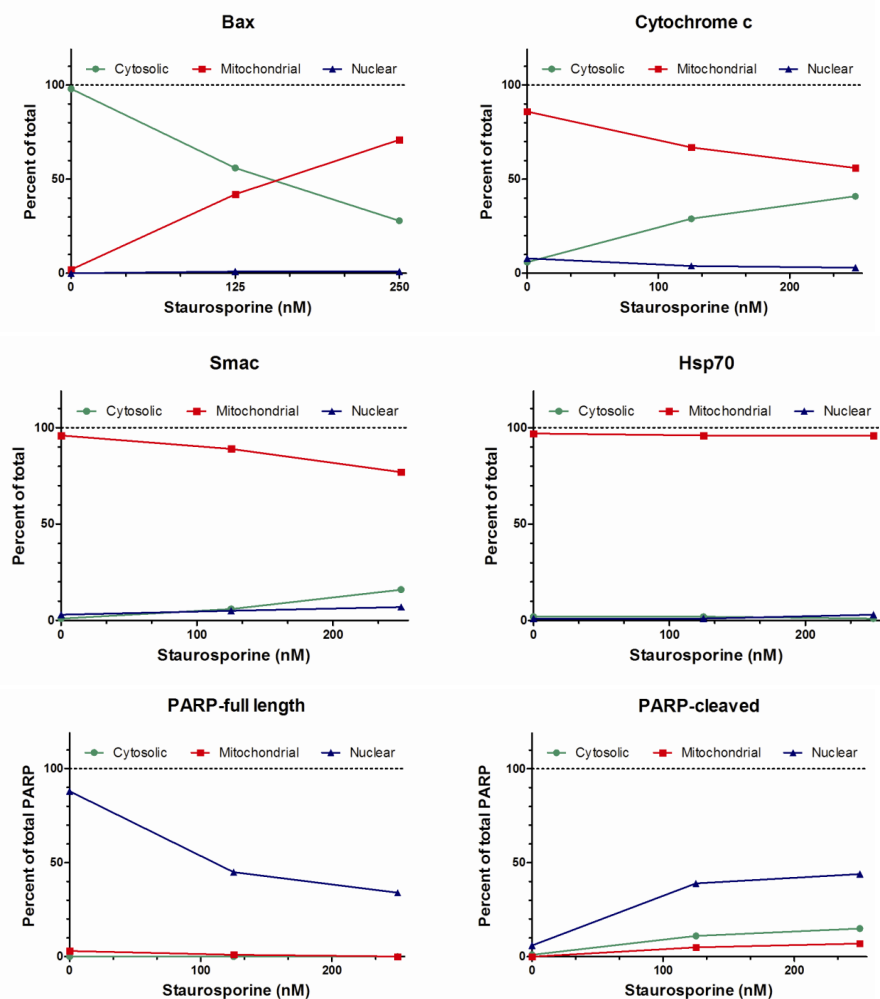 Bax
Cytosolic Mitochondrial Nuclear
100
50
0
Percent of total
0 125 250
Staurosporine (nM)
Cytochrome c
Cytosolic Mitochondrial Nuclear
100
50
0
Percent of total
0 100 200
Staurosporine (nM)
Smac
Cytosolic Mitochondrial Nuclear
100
50
0
Percent of total
0 100 200
Staurosporine (nM)
Hsp70
Cytosolic Mitochondrial Nuclear
100
50
0
Percent of total
0 100 200
Staurosporine (nM)
PARP-full length
Cytosolic Mitochondrial Nuclear
100
50
0
Percent of total PARP
0 100 200
Staurosporine (nM)
PARP-cleaved
Cytosolic Mitochondrial Nuclear
100
50
0
Percent of total PARP
0 100 200
Staurosporine (nM)